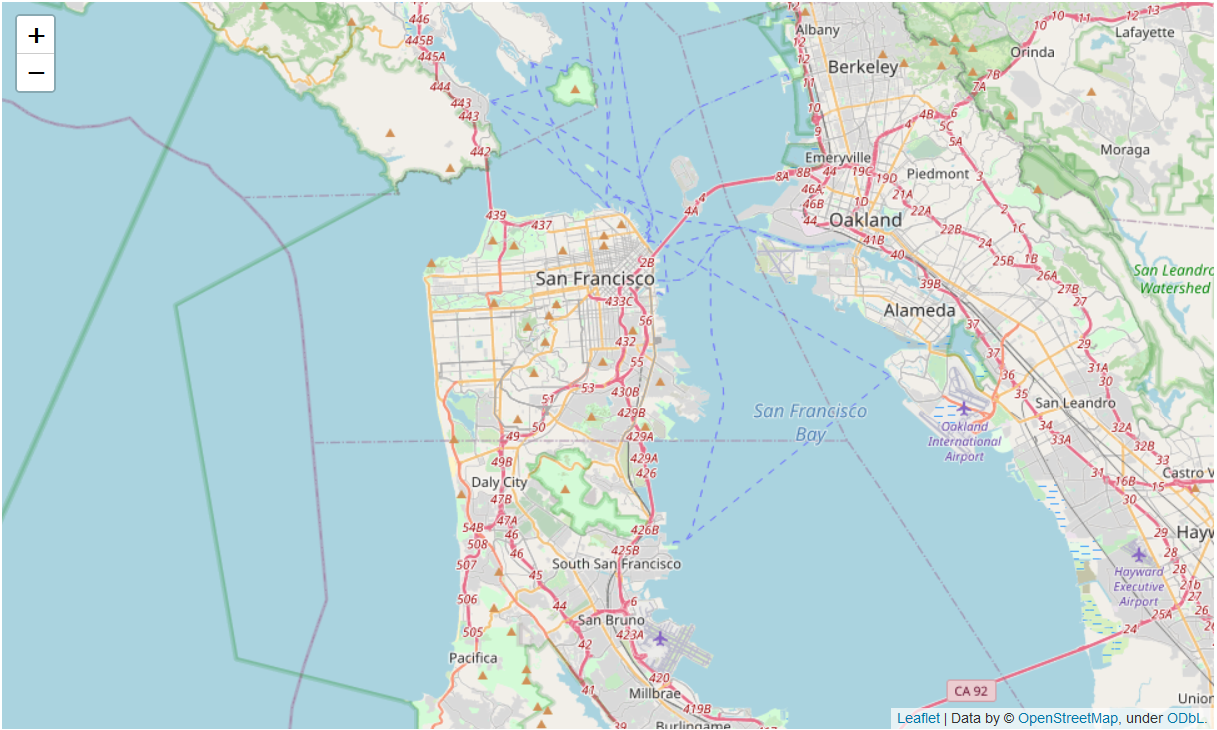 +
−
446
445B
445A
444
443
443
442
439
437
Albany
Berkeley
Orinda
Lafayette
Moraga
Emeryville
Piedmont
Oakland
Alameda
San Leandro
Watershed
San Francisco
San Francisco
Bay
Oakland
International
Airport
San Leandro
Castro V
Hayw
Hayward
Executive
Airport
Union
Daly City
South San Francisco
San Bruno
Pacifica
Millbrae
Burlingame
12
12
12
11
10
9
10
10
11
12
13
7B
7A
6
4B
5C
5A
4
3
2
1C
1B
8A
8B
44
19C
19D
46A
46B
44
1D
21A
22A
22B
24
25B
26A
27B
27
29
31A
30
32A
32B
33
4
4A
2B
41B
40
39B
37
37
36
35
34
33A
31
30
16B
15
29
28
28
21b
27
26
25A
24
433C
56
432
55
53
430B
51
50
429B
49
429A
49B
429A
426
47B
47A
54B
46
508
46
507
45
506
44
505
42
41
39
426B
425B
6
423A
420
419B
417
CA 92
Leaflet | Data by © OpenStreetMap, under ODbL.